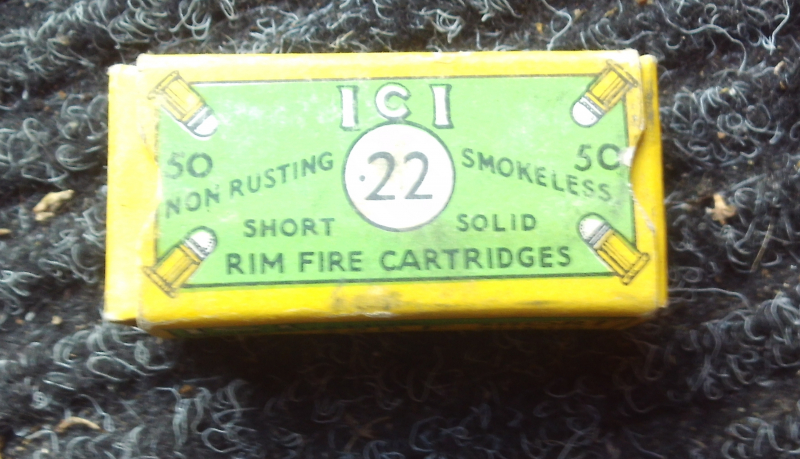 ICI
50 50
NON RUSTING .22 SMOKELESS
SHORT SOLID
RIM FIRE CARTRIDGES